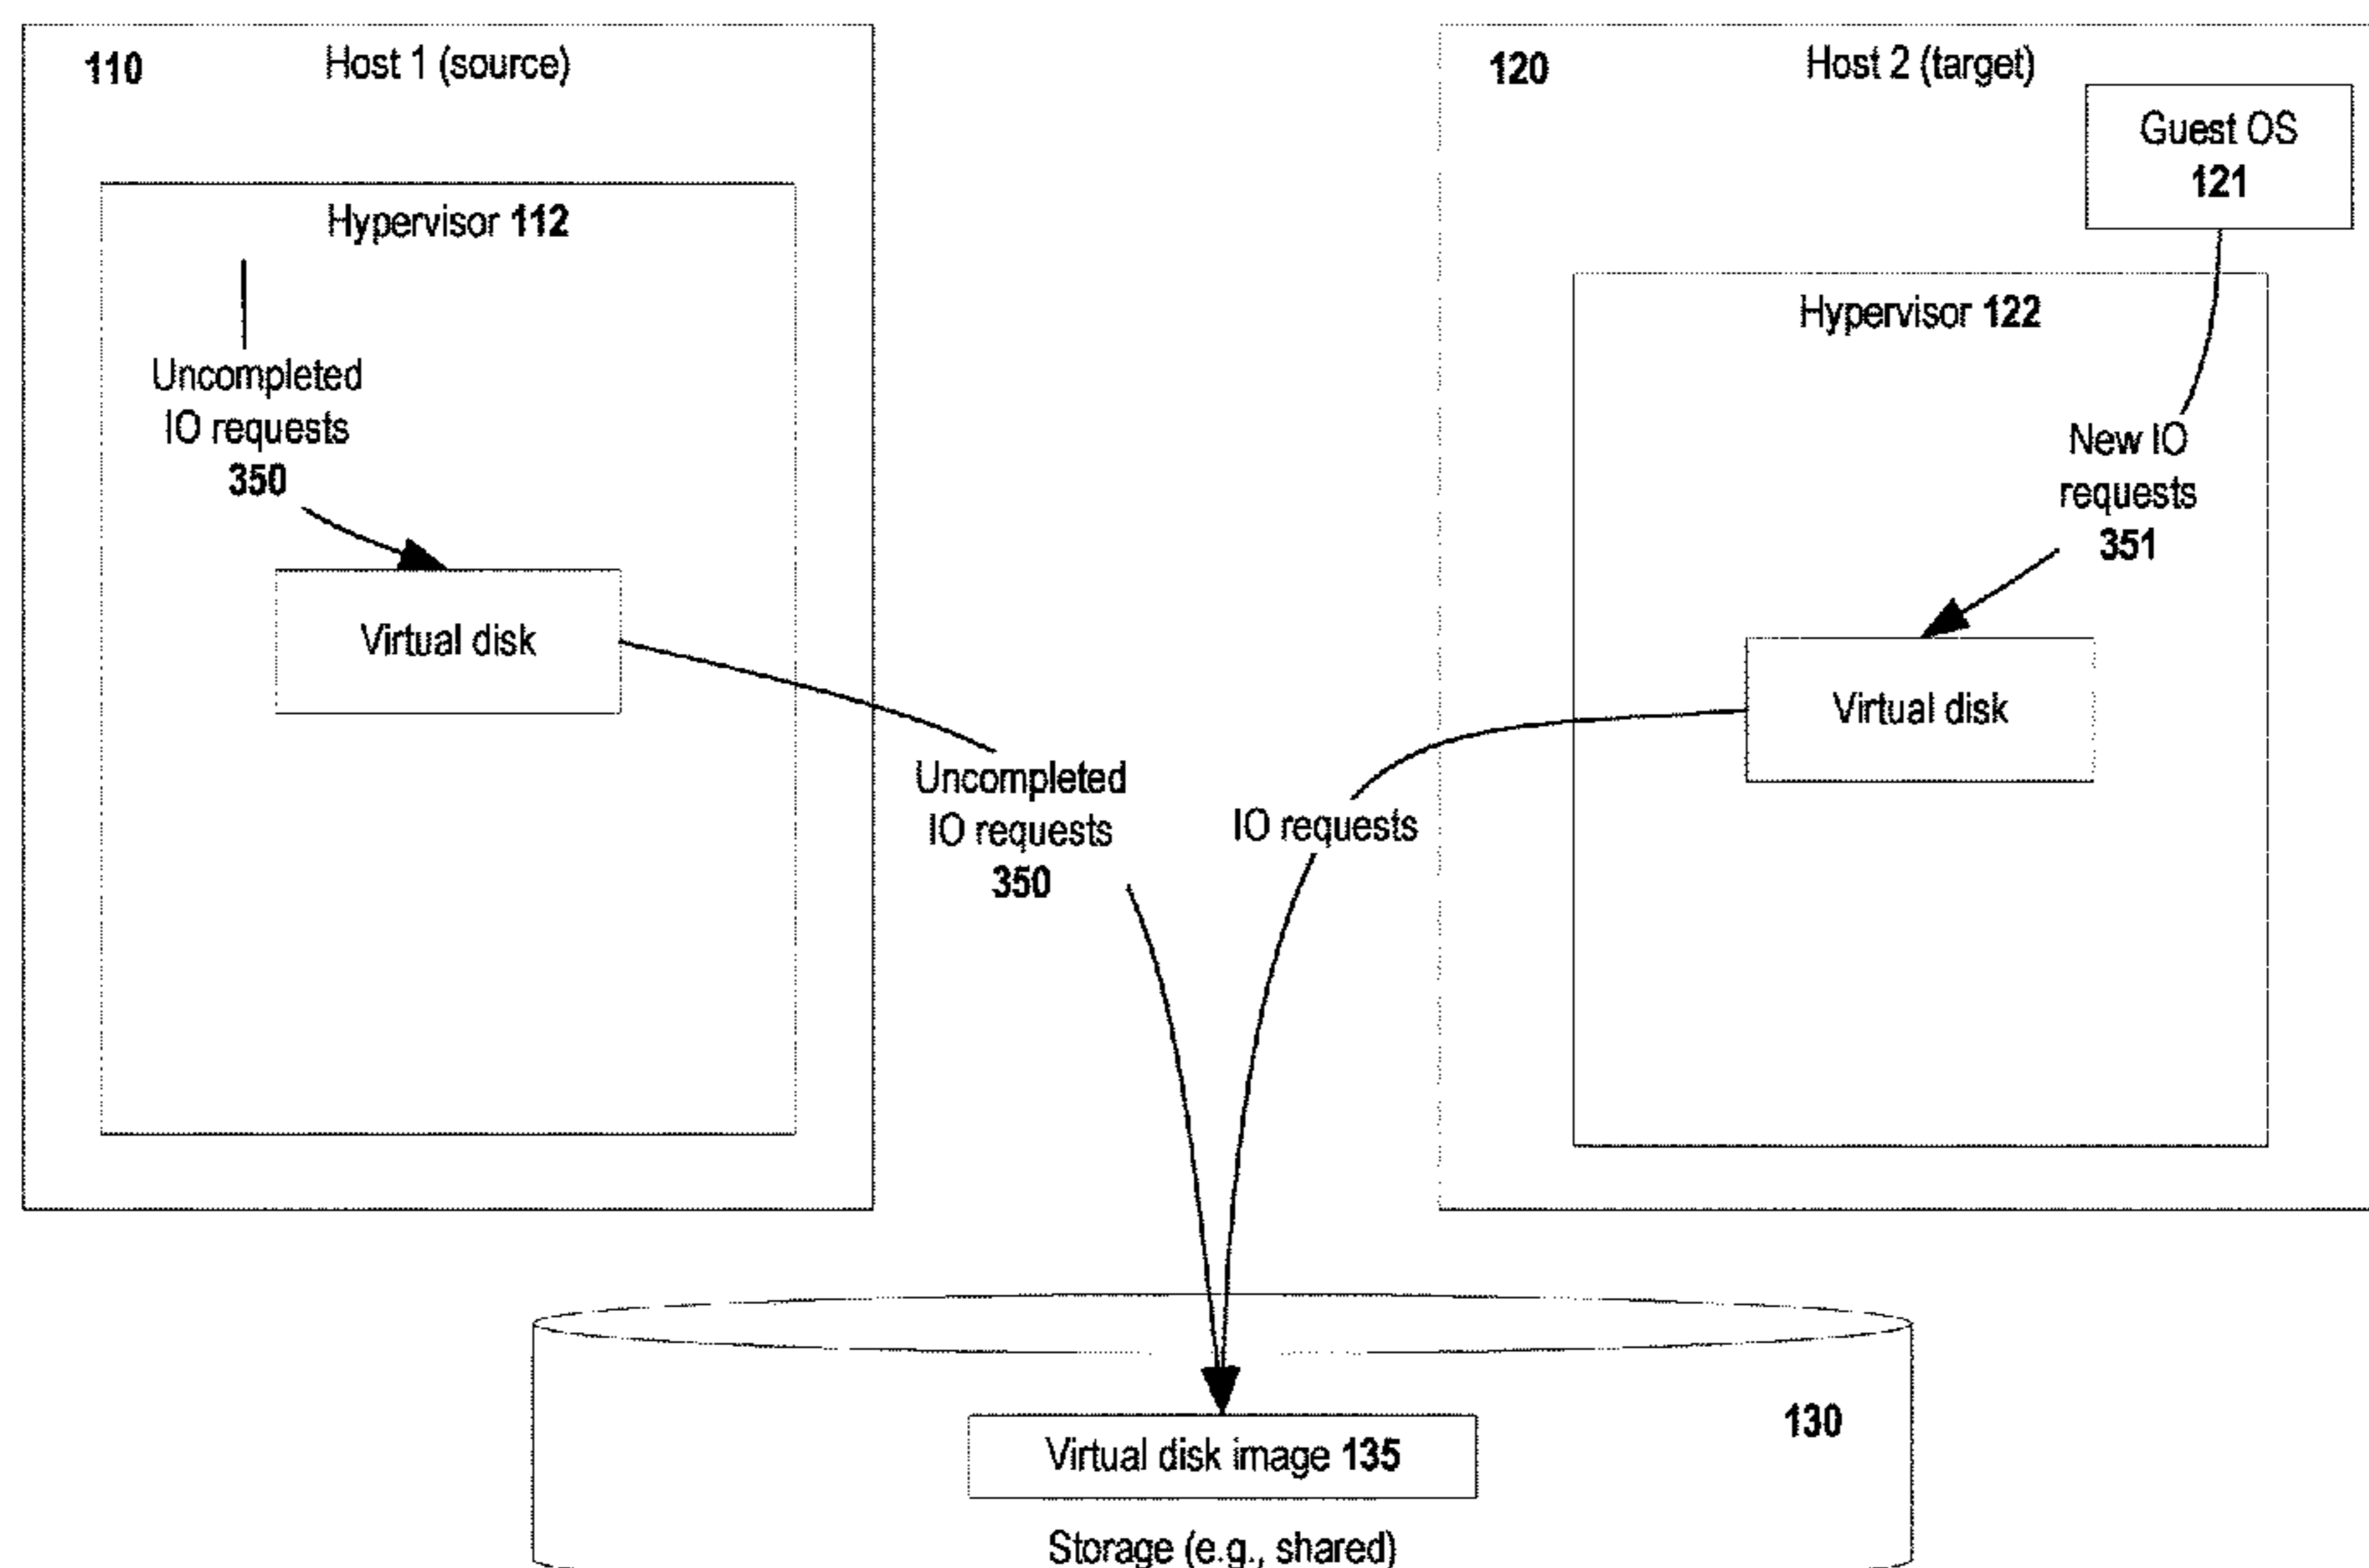 110
Host 1 (source)
Hypervisor 112
Uncompleted
IO requests
350
Virtual disk
Uncompleted
IO requests
350
120
Host 2 (target)
Guest OS
121
Hypervisor 122
New IO
requests
351
Virtual disk
IO requests
130
Virtual disk image 135
Storage (e.g., shared)